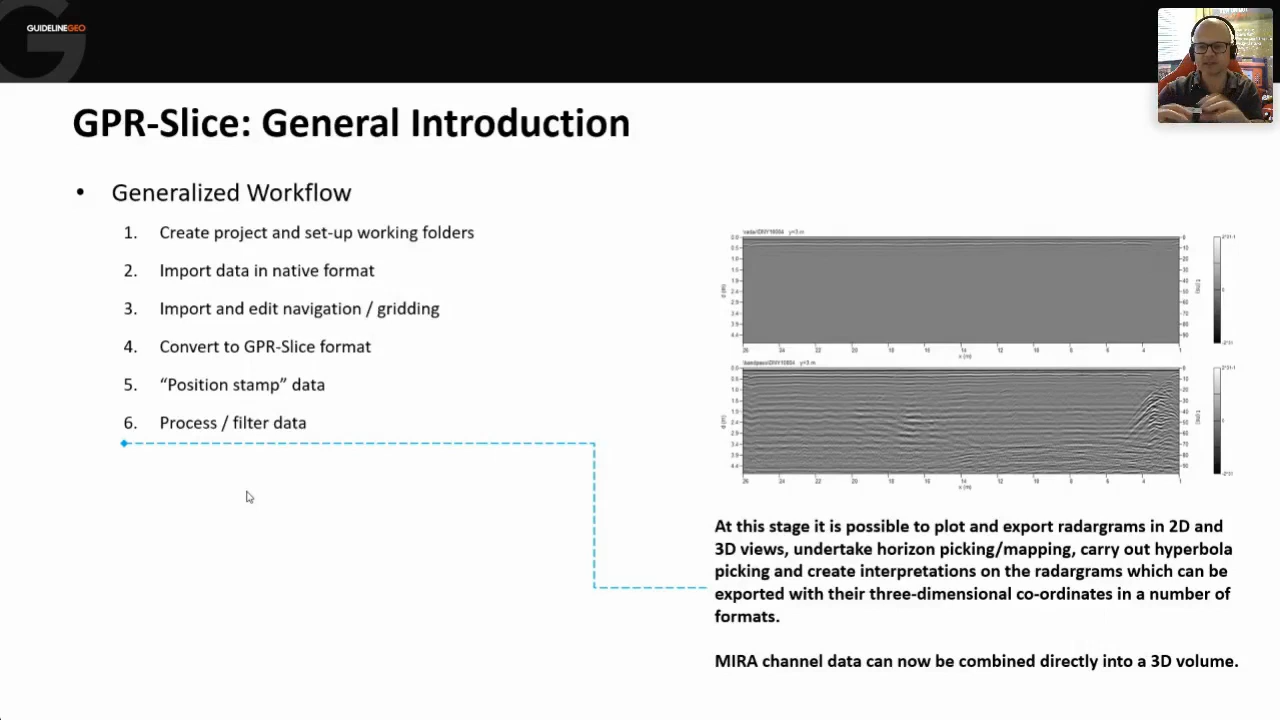 GUIDELINEGEO
GPR-Slice: General Introduction
• Generalized Workflow
1. Create project and set-up working folders
2. Import data in native format
3. Import and edit navigation / gridding
4. Convert to GPR-Slice format
5. “Position stamp” data
6. Process / filter data
At this stage it is possible to plot and export radargrams in 2D and
3D views, undertake horizon picking/mapping, carry out hyperbola
picking and create interpretations on the radargrams which can be
exported with their three-dimensional co-ordinates in a number of
formats.
MIRA channel data can now be combined directly into a 3D volume.